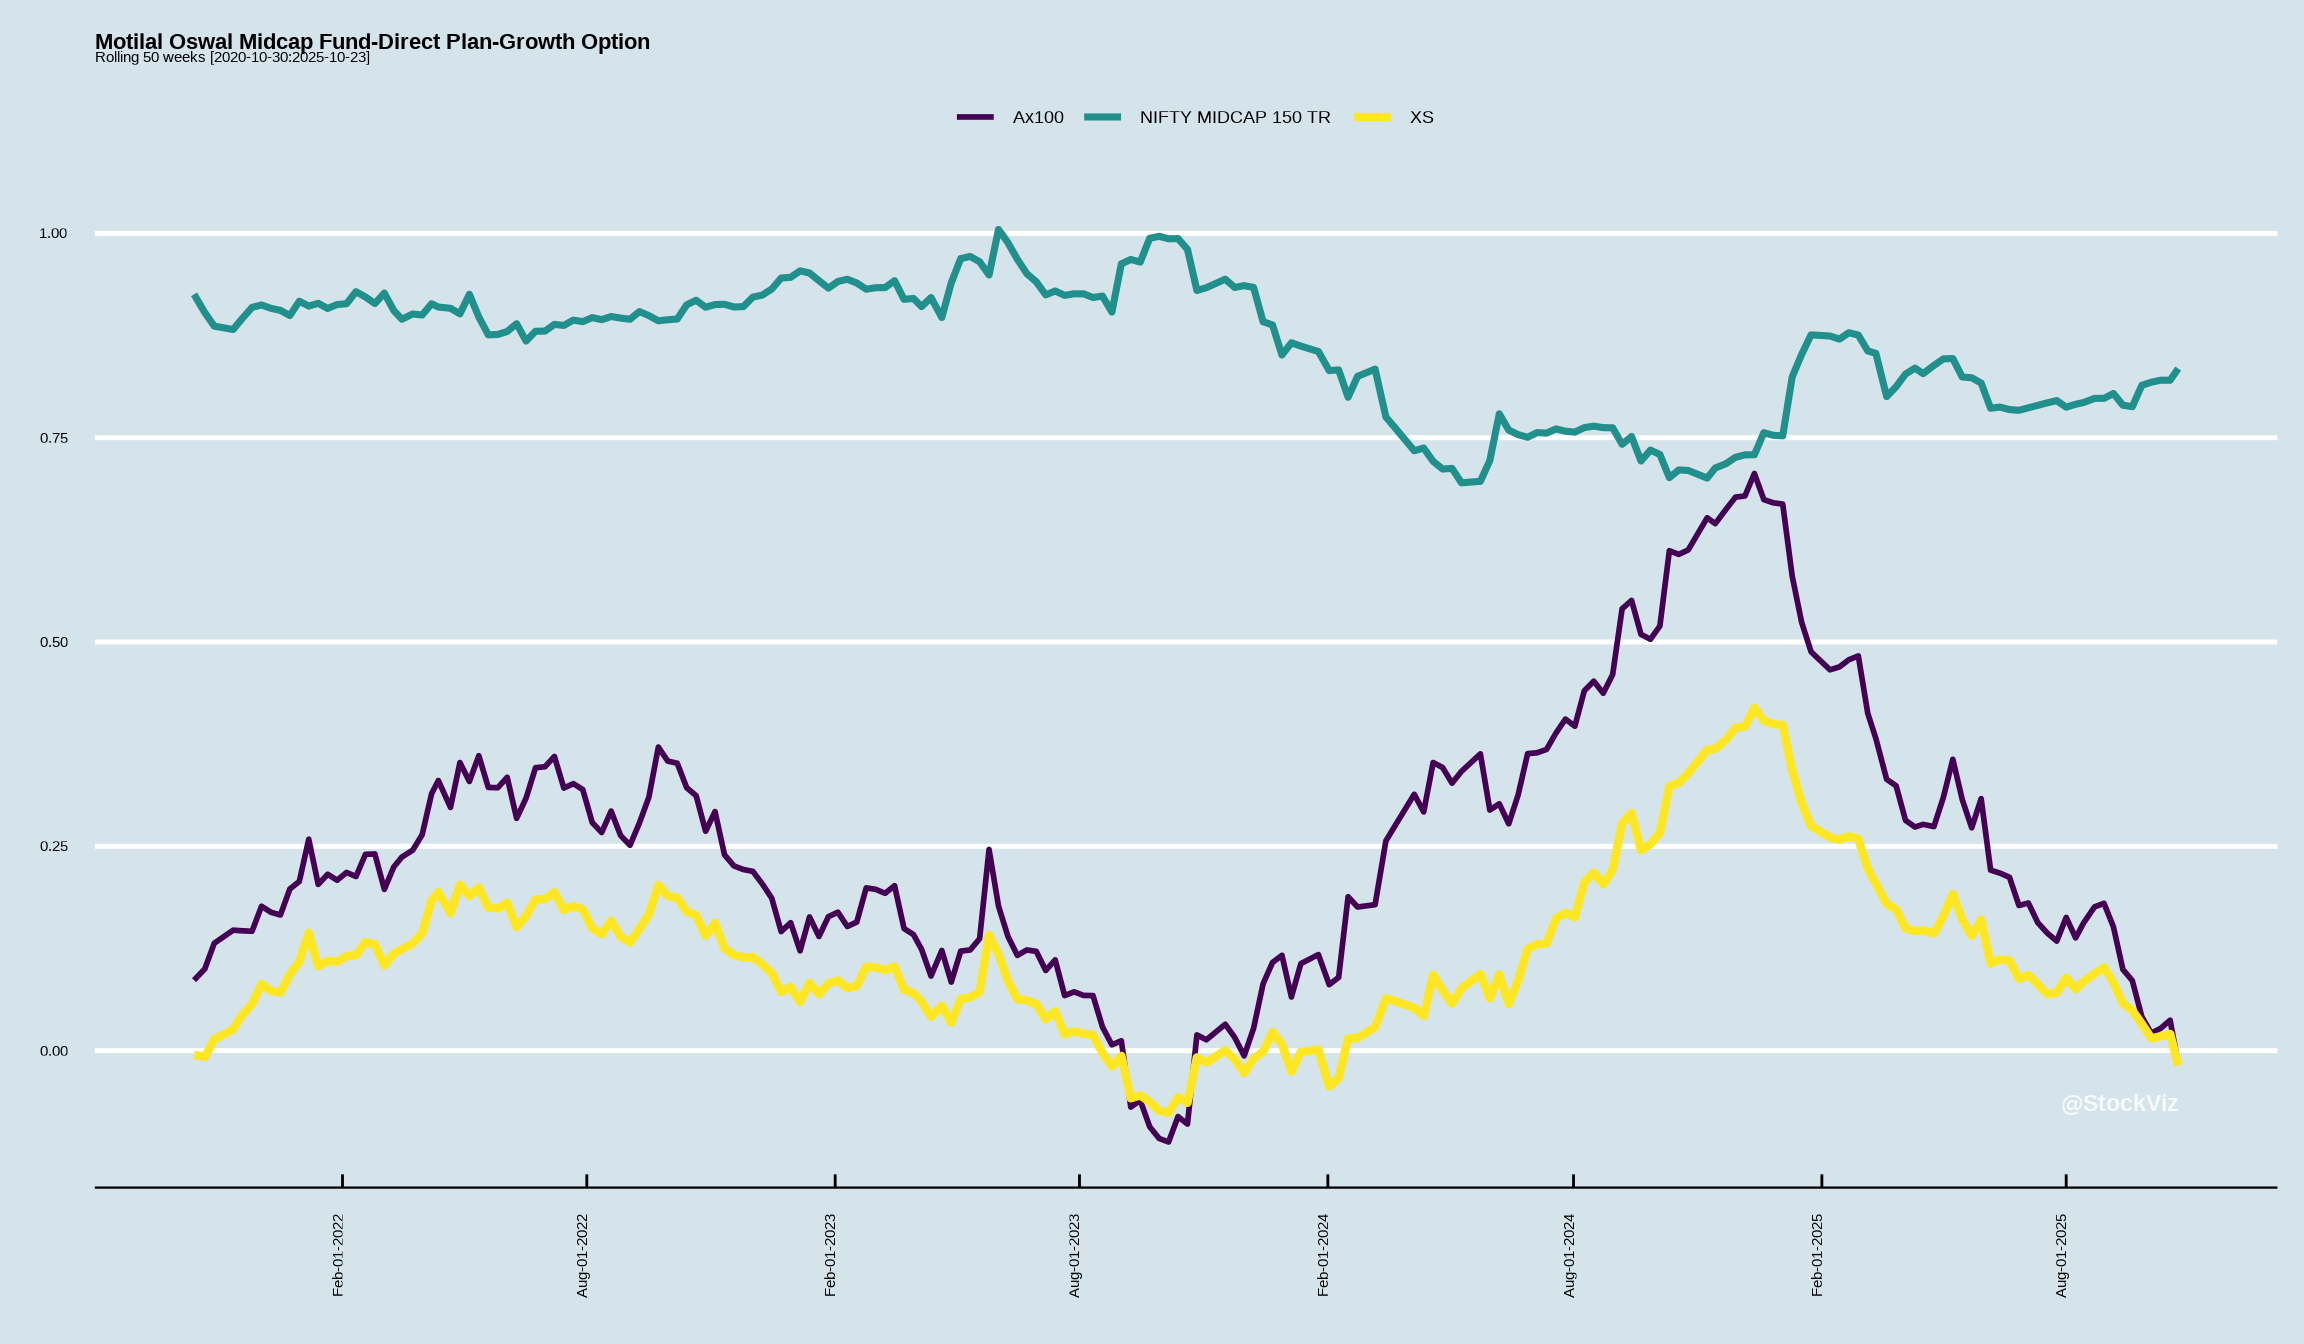 Motilal Oswal Midcap Fund-Direct Plan-Growth Option
Rolling 50 weeks [2020-10-30:2025-10-23]
Ax100 NIFTY MIDCAP 150 TR XS
1.00
0.75
0.50
0.25
0.00
@StockViz
Feb-01-2022
Aug-01-2022
Feb-01-2023
Aug-01-2023
Feb-01-2024
Aug-01-2024
Feb-01-2025
Aug-01-2025